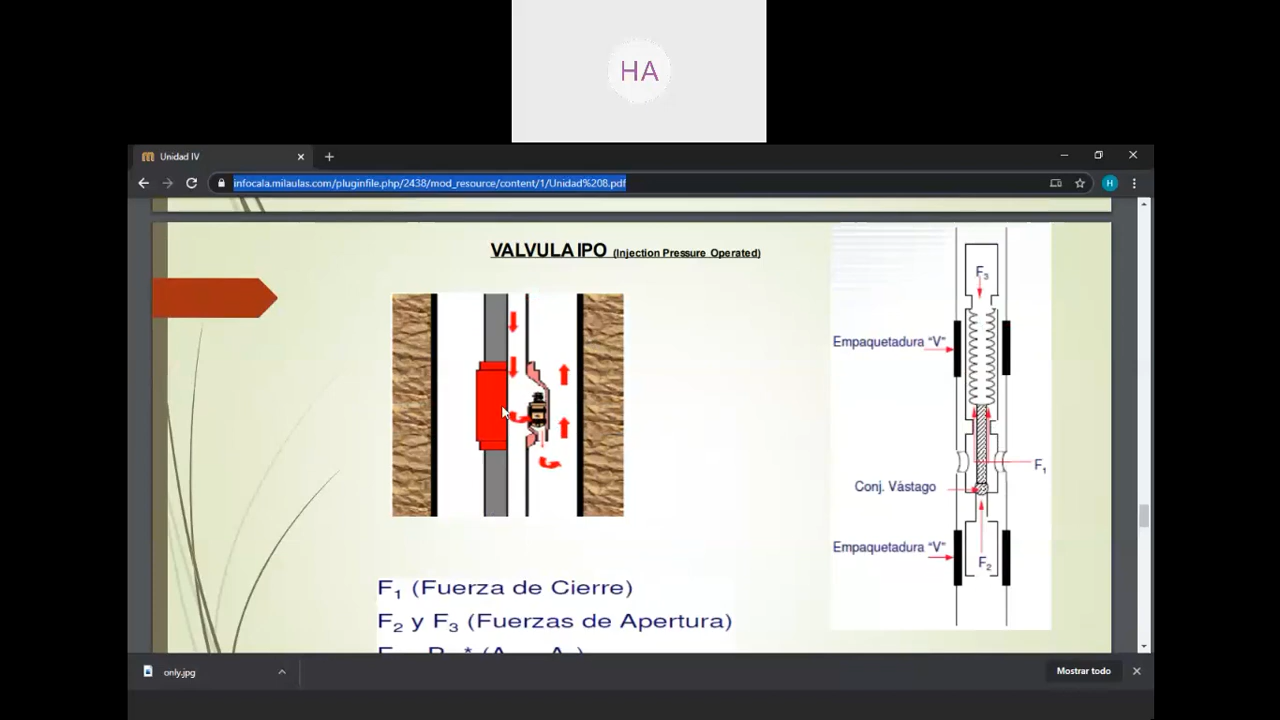 HA
Unidad IV
infocala.milaulas.com/pluginfile.php/2438/mod_resource/content/1/Unidad%208.pdf
H
VALVULA IPO (Injection Pressure Operated)
F3
Empaquetadura "V"
F1
Conj. Vástago
Empaquetadura "V"
F2
F1 (Fuerza de Cierre)
F2 y F3 (Fuerzas de Apertura)
only.jpg
Mostrar todo